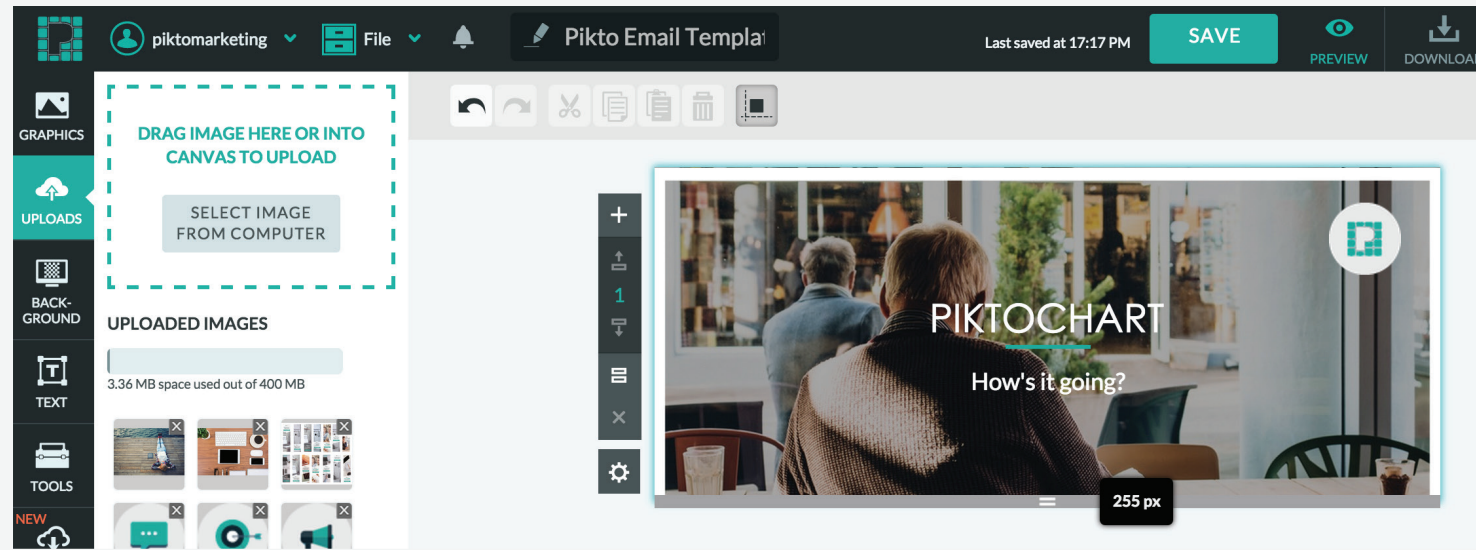 piktomarketing
File
Pikto Email Templat
Last saved at 17:17 PM
SAVE
PREVIEW
DOWNLOA
GRAPHICS
UPLOADS
BACK-
GROUND
TEXT
TOOLS
NEW
DRAG IMAGE HERE OR INTO
CANVAS TO UPLOAD
SELECT IMAGE
FROM COMPUTER
UPLOADED IMAGES
3.36 MB space used out of 400 MB
1
PIKTOCHART
How's it going?
255 px